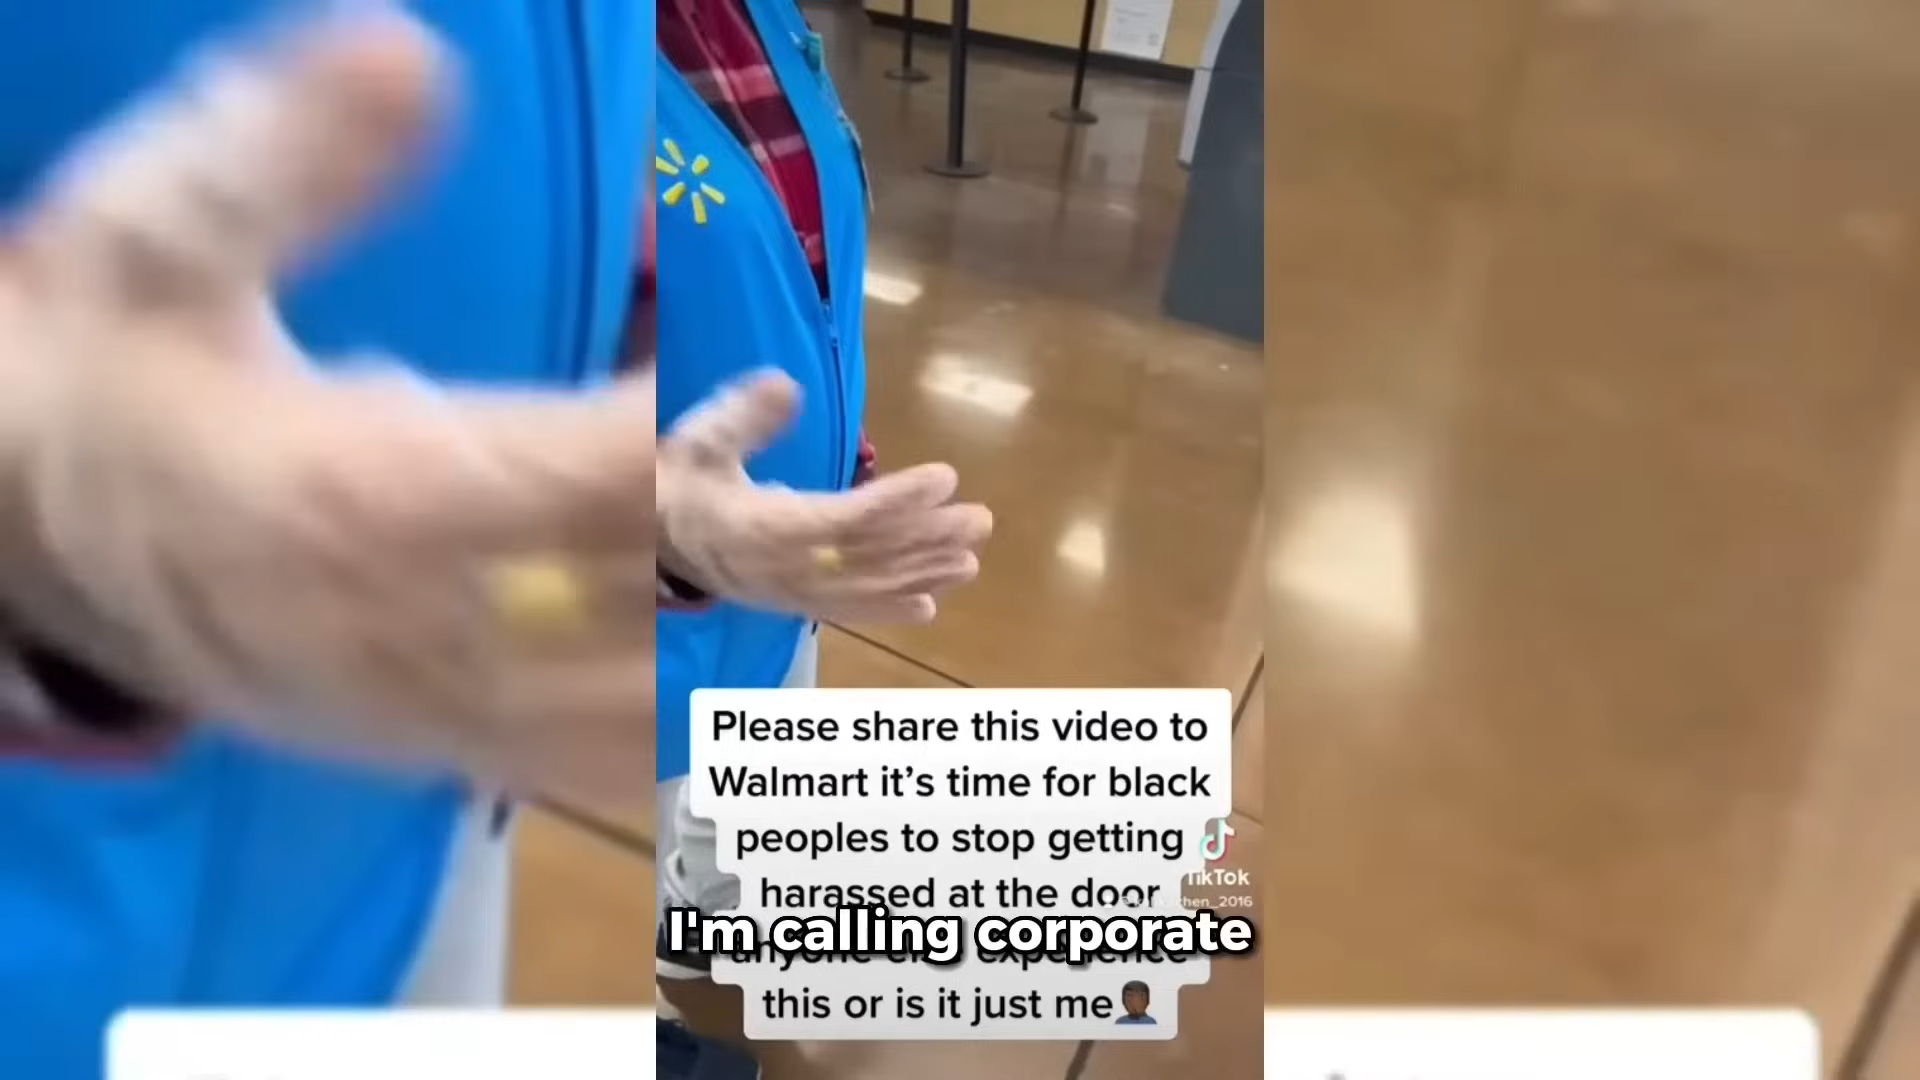 Please share this video to
Walmart it's time for black
peoples to stop getting
harassed at the door
I'm calling corporate
this or is it just me
TikTok